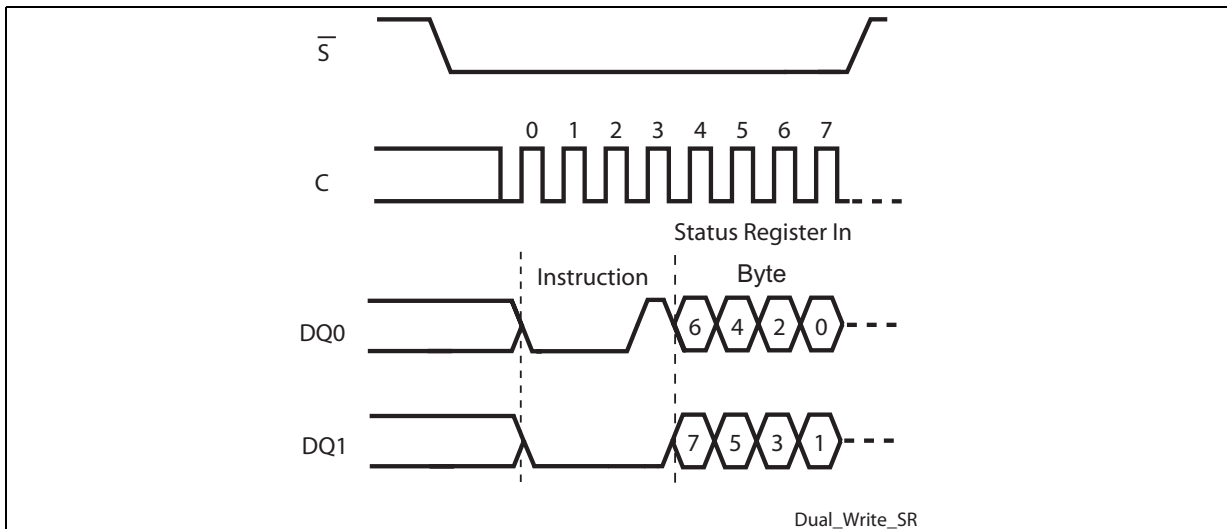 S̅
0 1 2 3 4 5 6 7
C
Status Register In
Instruction Byte
DQ0 6 4 2 0
DQ1 7 5 3 1
Dual_Write_SR